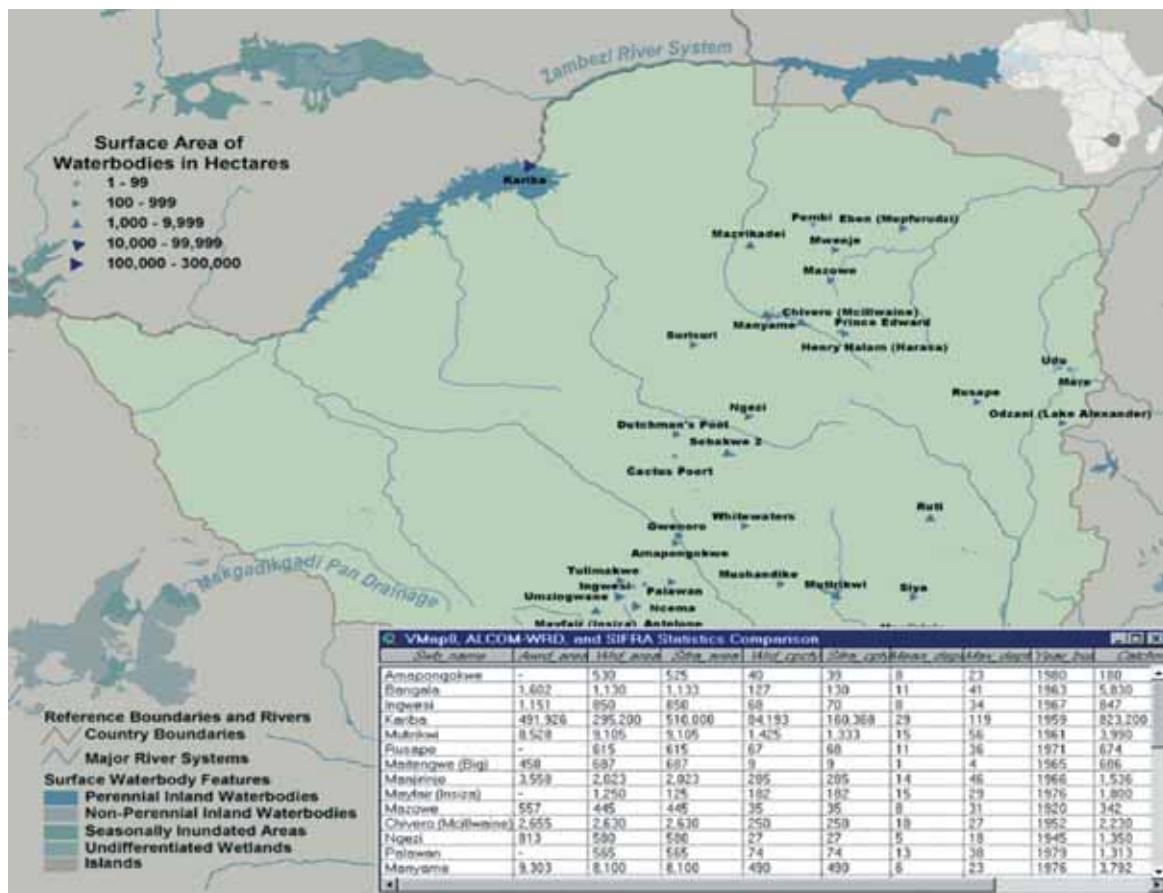 Zambezi River System
Surface Area of
Waterbodies in Hectares
1 - 99
100 - 999
1,000 - 9,999
10,000 - 99,999
100,000 - 300,000
Kariba
Pembi Eben (Mupfurudzi)
Mazvikadei
Mwenje
Mazowe
Chivero (Mcillwaine)
Manyame Prince Edward
Surisuri
Henry Halam (Harava)
Udu
Mare
Rusape
Odzani (Lake Alexander)
Ngezi
Dutchman's Pool
Sebakwe 2
Cactus Poort
Ruti
Whitewaters
Gwenoro
Amapongokwe
Makgadikgadi Pan Drainage
Tulimakwe
Mushandike
Mutirikwi
Siya
Ingwesi
Palawan
Umzingwane
Ncema
Mayfair (Insiza) Antelope
VMap0, ALCOM-WRD, and SIFRA Statistics Comparison
Amapongokwe - 530 525 40 39 8 23 1980 180
Bangala 1,602 1,130 1,133 127 130 11 41 1963 5,830
Ingwesi 1,151 850 850 68 70 8 34 1967 847
Kariba 491,926 295,200 510,000 84,193 160,368 29 119 1959 823,200
Mutirikwi 8,528 9,105 9,105 1,425 1,333 15 56 1961 3,990
Rusape - 615 615 67 68 11 36 1971 674
Maitengwe (Big) 458 687 687 9 9 1 4 1965 686
Manjirinje 3,558 2,023 2,023 285 285 14 46 1966 1,536
Mayfair (Insiza) - 1,250 125 182 182 15 29 1976 1,800
Mazowe 557 445 445 35 35 8 31 1920 342
Chivero (Mcillwaine) 2,655 2,630 2,630 250 250 18 27 1952 2,230
Ngezi 813 580 580 27 27 5 18 1945 1,350
Palawan - 565 565 74 74 13 38 1979 1,313
Manyame 9,303 8,100 8,100 490 490 6 23 1976 3,792
Reference Boundaries and Rivers
Country Boundaries
Major River Systems
Surface Waterbody Features
Perennial Inland Waterbodies
Non-Perennial Inland Waterbodies
Seasonally Inundated Areas
Undifferentiated Wetlands
Islands